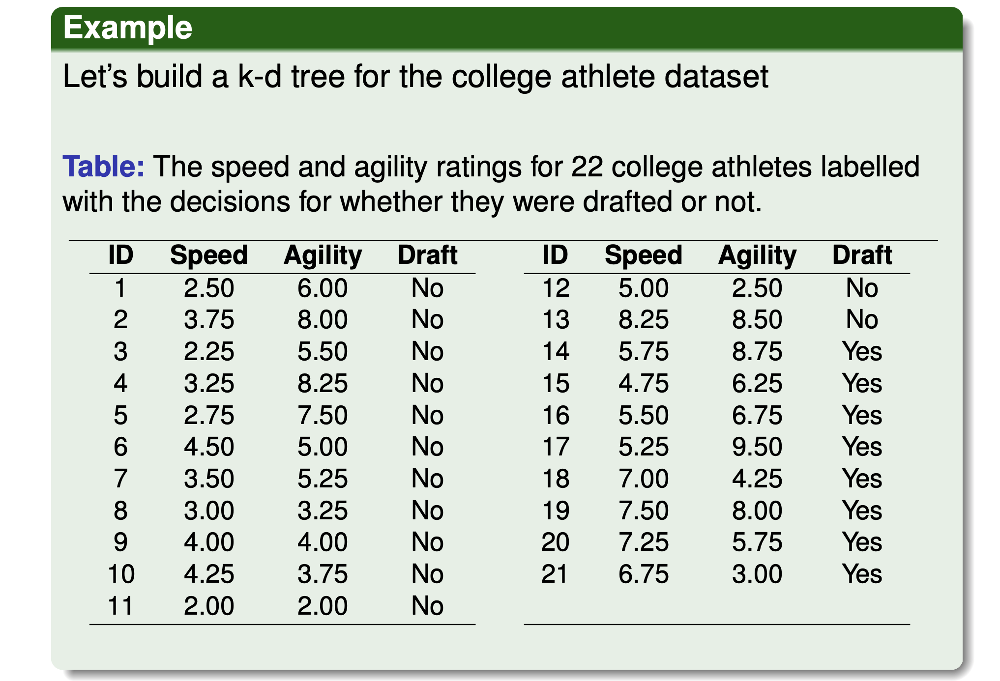 Example
Let's build a k-d tree for the college athlete dataset
Table: The speed and agility ratings for 22 college athletes labelled
with the decisions for whether they were drafted or not.
ID Speed Agility Draft ID Speed Agility Draft
1 2.50 6.00 No 12 5.00 2.50 No
2 3.75 8.00 No 13 8.25 8.50 No
3 2.25 5.50 No 14 5.75 8.75 Yes
4 3.25 8.25 No 15 4.75 6.25 Yes
5 2.75 7.50 No 16 5.50 6.75 Yes
6 4.50 5.00 No 17 5.25 9.50 Yes
7 3.50 5.25 No 18 7.00 4.25 Yes
8 3.00 3.25 No 19 7.50 8.00 Yes
9 4.00 4.00 No 20 7.25 5.75 Yes
10 4.25 3.75 No 21 6.75 3.00 Yes
11 2.00 2.00 No